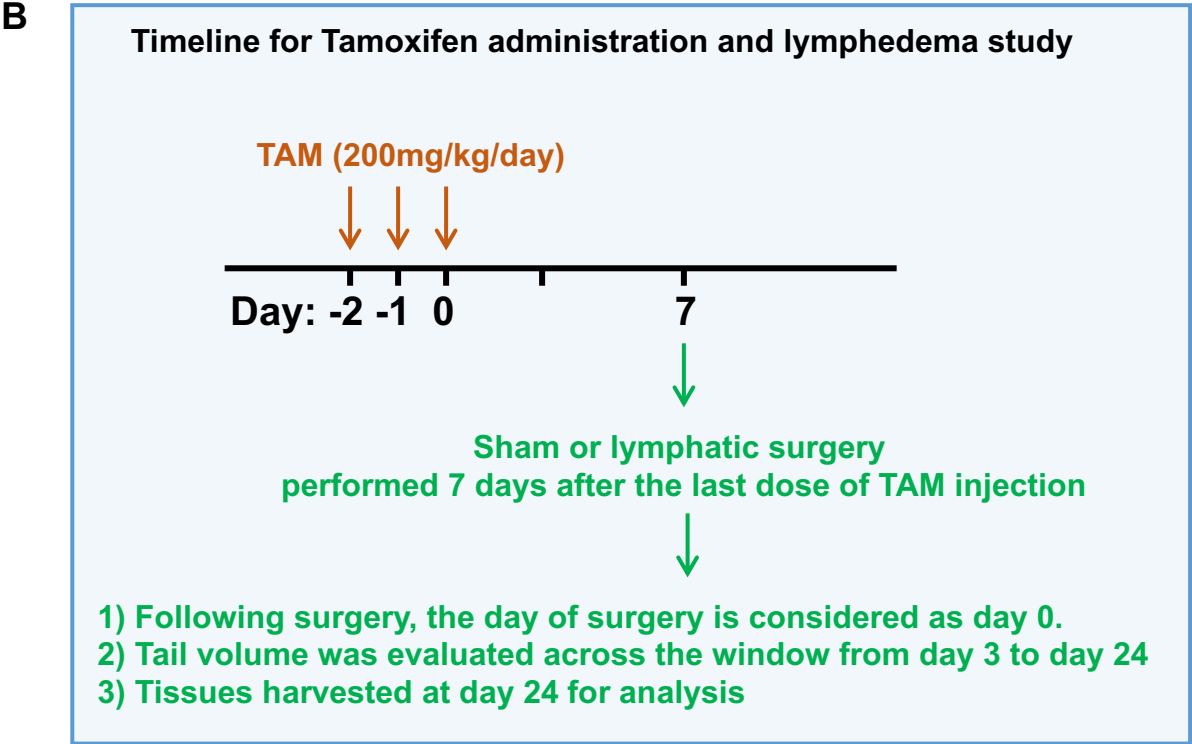 B
Timeline for Tamoxifen administration and lymphedema study
TAM (200mg/kg/day)
Day: -2 -1 0 7
Sham or lymphatic surgery
performed 7 days after the last dose of TAM injection
1) Following surgery, the day of surgery is considered as day 0.
2) Tail volume was evaluated across the window from day 3 to day 24
3) Tissues harvested at day 24 for analysis